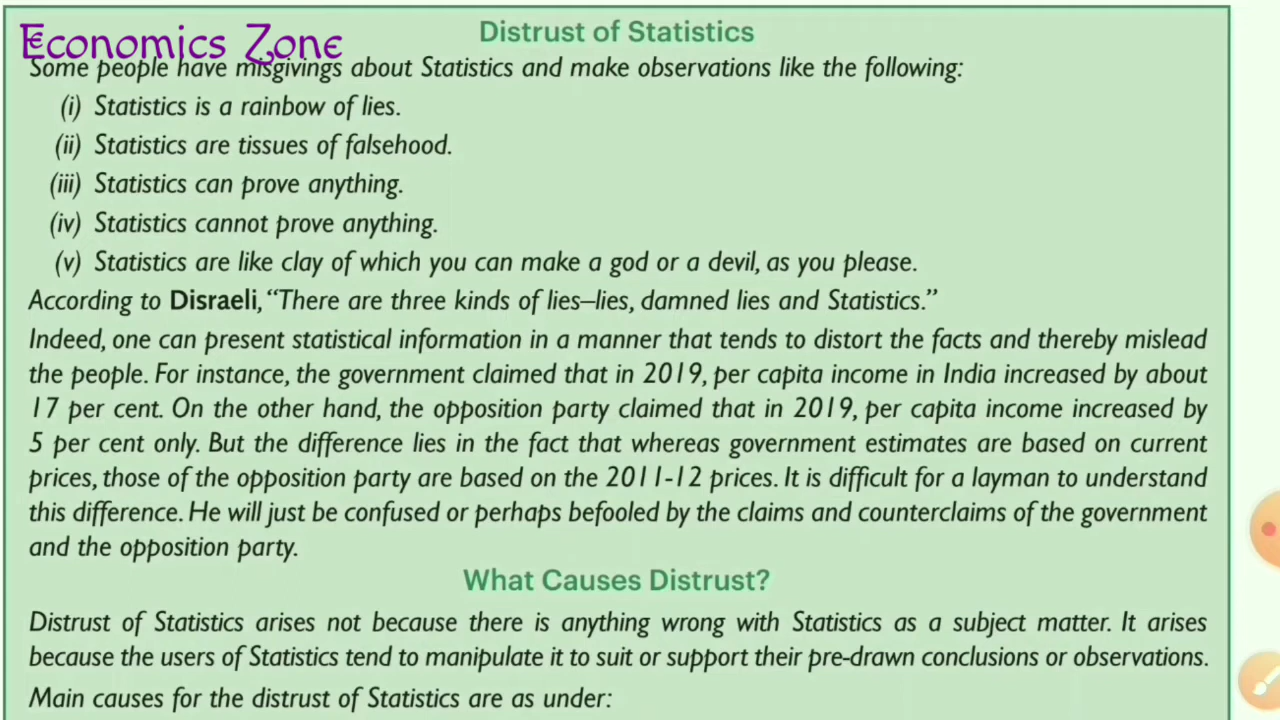 Distrust of Statistics
Economics Zone
Some people have misgivings about Statistics and make observations like the following:
(i) Statistics is a rainbow of lies.
(ii) Statistics are tissues of falsehood.
(iii) Statistics can prove anything.
(iv) Statistics cannot prove anything.
(v) Statistics are like clay of which you can make a god or a devil, as you please.
According to Disraeli, “There are three kinds of lies–lies, damned lies and Statistics.”
Indeed, one can present statistical information in a manner that tends to distort the facts and thereby mislead
the people. For instance, the government claimed that in 2019, per capita income in India increased by about
17 per cent. On the other hand, the opposition party claimed that in 2019, per capita income increased by
5 per cent only. But the difference lies in the fact that whereas government estimates are based on current
prices, those of the opposition party are based on the 2011-12 prices. It is difficult for a layman to understand
this difference. He will just be confused or perhaps befooled by the claims and counterclaims of the government
and the opposition party.
What Causes Distrust?
Distrust of Statistics arises not because there is anything wrong with Statistics as a subject matter. It arises
because the users of Statistics tend to manipulate it to suit or support their pre-drawn conclusions or observations.
Main causes for the distrust of Statistics are as under: